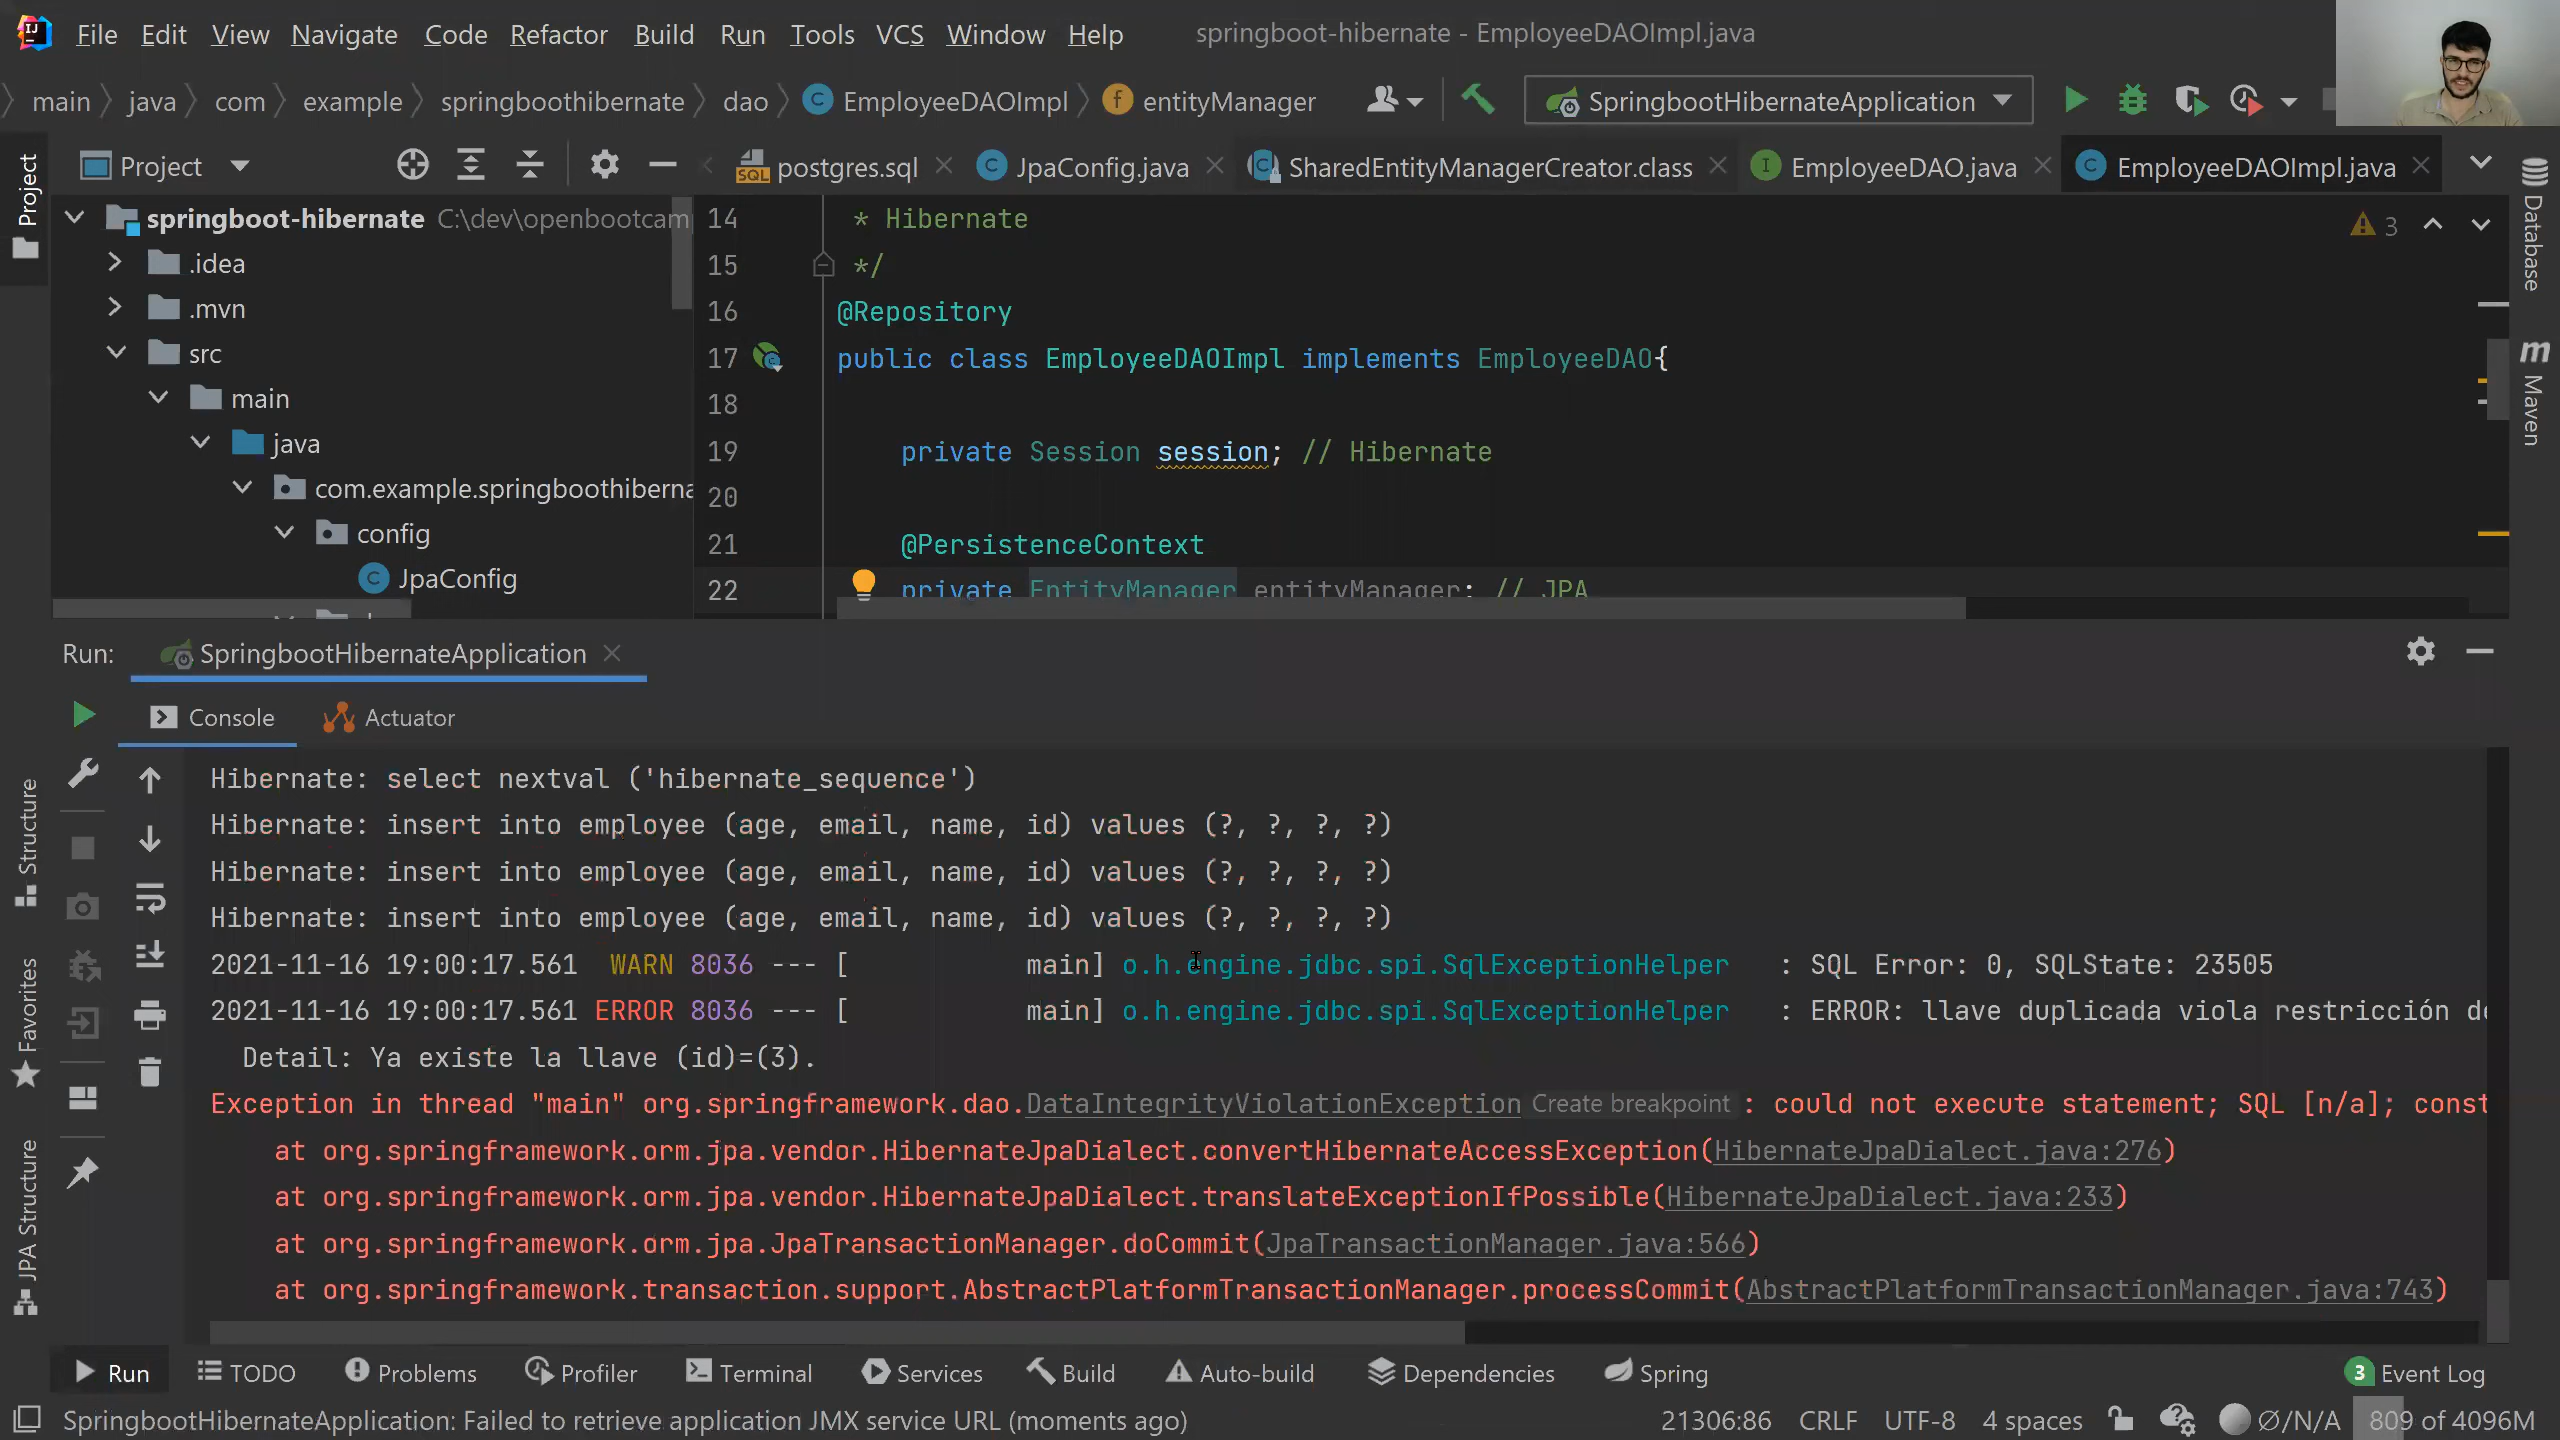 File Edit View Navigate Code Refactor Build Run Tools VCS Window Help springboot-hibernate - EmployeeDAOImpl.java
main java com example springboothibernate dao EmployeeDAOImpl entityManager SpringbootHibernateApplication
Project
Project postgres.sql JpaConfig.java SharedEntityManagerCreator.class EmployeeDAO.java EmployeeDAOImpl.java
Database
Maven
springboot-hibernate C:\dev\openbootcam
.idea
.mvn
src
main
java
com.example.springboothiberna
config
JpaConfig
3
14 * Hibernate
15 */
16 @Repository
17 public class EmployeeDAOImpl implements EmployeeDAO{
18
19 private Session session; // Hibernate
20
21 @PersistenceContext
22 private EntityManager entityManager; // JPA
Run: SpringbootHibernateApplication
Console Actuator
Structure
Favorites
JPA Structure
Hibernate: select nextval ('hibernate_sequence')
Hibernate: insert into employee (age, email, name, id) values (?, ?, ?, ?)
Hibernate: insert into employee (age, email, name, id) values (?, ?, ?, ?)
Hibernate: insert into employee (age, email, name, id) values (?, ?, ?, ?)
2021-11-16 19:00:17.561 WARN 8036 --- [ main] o.h.engine.jdbc.spi.SqlExceptionHelper : SQL Error: 0, SQLState: 23505
2021-11-16 19:00:17.561 ERROR 8036 --- [ main] o.h.engine.jdbc.spi.SqlExceptionHelper : ERROR: llave duplicada viola restricción de
Detail: Ya existe la llave (id)=(3).
Exception in thread "main" org.springframework.dao.DataIntegrityViolationException Create breakpoint : could not execute statement; SQL [n/a]; const
at org.springframework.orm.jpa.vendor.HibernateJpaDialect.convertHibernateAccessException(HibernateJpaDialect.java:276)
at org.springframework.orm.jpa.vendor.HibernateJpaDialect.translateExceptionIfPossible(HibernateJpaDialect.java:233)
at org.springframework.orm.jpa.JpaTransactionManager.doCommit(JpaTransactionManager.java:566)
at org.springframework.transaction.support.AbstractPlatformTransactionManager.processCommit(AbstractPlatformTransactionManager.java:743)
Run TODO Problems Profiler Terminal Services Build Auto-build Dependencies Spring 3 Event Log
SpringbootHibernateApplication: Failed to retrieve application JMX service URL (moments ago) 21306:86 CRLF UTF-8 4 spaces Ø/N/A 809 of 4096M